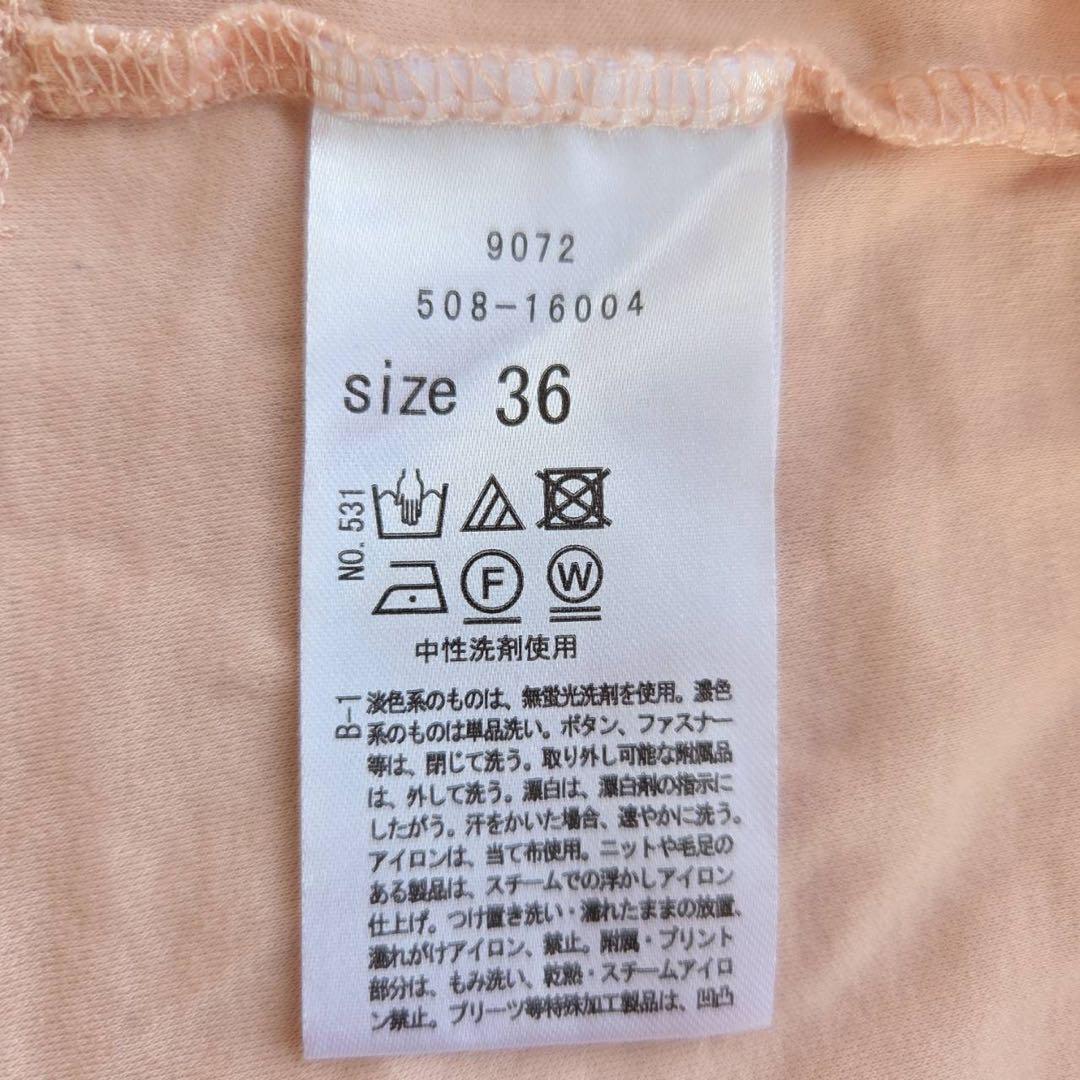 9072
508-16004
size 36
NO.531
F
W
中性洗剤使用
B-1
淡色系のものは、無蛍光洗剤を使用。濃色
系のものは単品洗い。ボタン、ファスナー
等は、閉じて洗う。取り外し可能な附属品
は、外して洗う。漂白は、漂白剤の指示に
したがう。汗をかいた場合、速やかに洗う。
アイロンは、当て布使用。ニットや毛足の
ある製品は、スチームでの浮かしアイロン
仕上げ。つけ置き洗い・濡れたままの放置、
濡れがけアイロン、禁止。附属・プリント
部分は、もみ洗い、乾熱・スチームアイロ
ン禁止。プリーツ等特殊加工製品は、凹凸